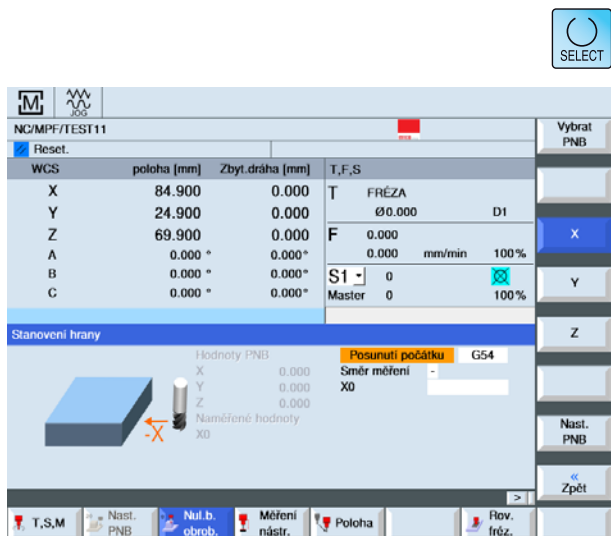 SELECT
M
JOG
NC/MPF/TEST11
Reset.
WCS poloha [mm] Zbyt.dráha [mm] T,F,S
X 84.900 0.000 T FRÉZA
Y 24.900 0.000 Ø0.000 D1
Z 69.900 0.000 F 0.000
A 0.000 ° 0.000° 0.000 mm/min 100%
B 0.000 ° 0.000° S1 0
C 0.000 ° 0.000° Master 0 100%
Stanovení hrany
Hodnoty PNB
X 0.000
Y 0.000
Z 0.000
Naměřené hodnoty
X0
-X
Posunutí počátku G54
Směr měření -
X0
Vybrat
PNB
X
Y
Z
Nast.
PNB
«
Zpět
>
T,S,M
Nast.
PNB
Nul.b.
obrob.
Měření
nástr.
Poloha
Rov.
fréz.